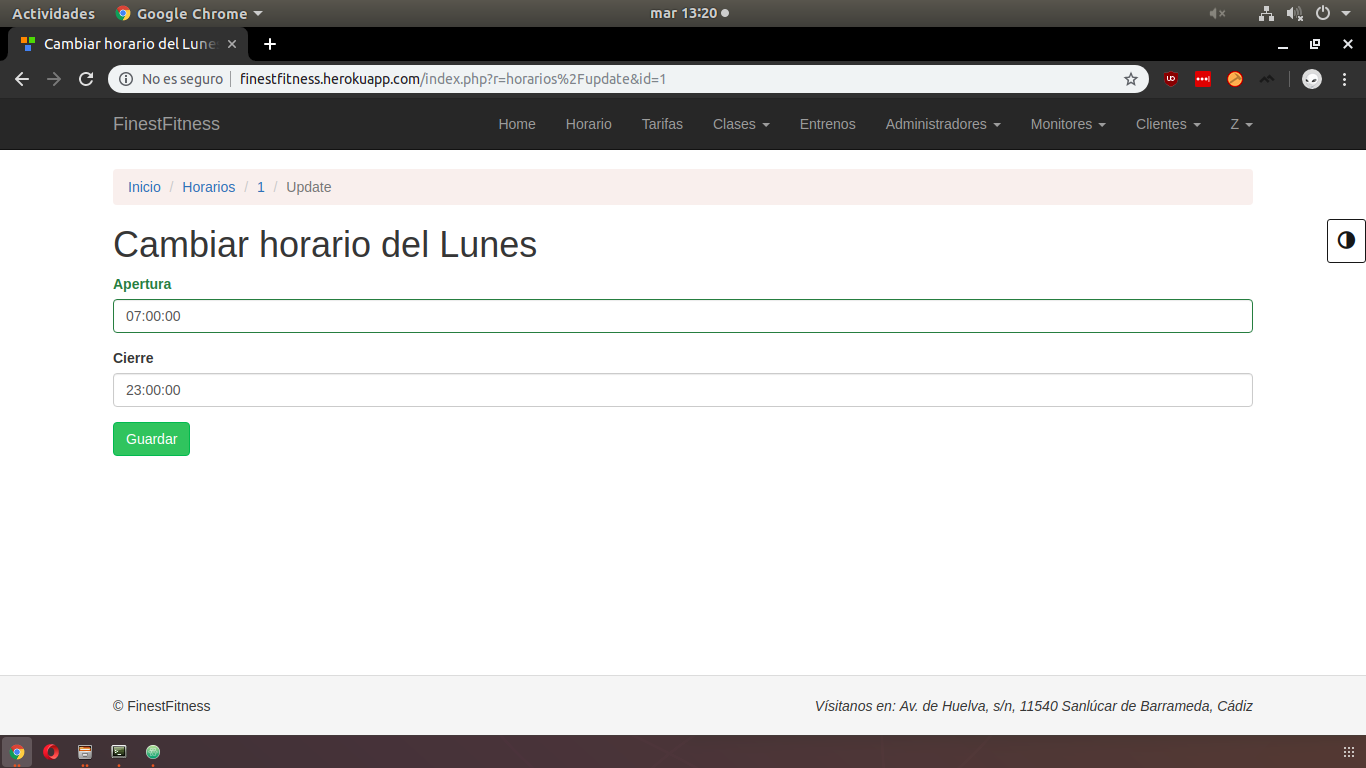 Actividades Google Chrome mar 13:20
Cambiar horario del Lune
No es seguro finestfitness.herokuapp.com/index.php?r=horarios%2Fupdate&id=1
FinestFitness Home Horario Tarifas Clases Entrenos Administradores Monitores Clientes Z
Inicio / Horarios / 1 / Update
Cambiar horario del Lunes
Apertura
07:00:00
Cierre
23:00:00
Guardar
© FinestFitness Vísitanos en: Av. de Huelva, s/n, 11540 Sanlúcar de Barrameda, Cádiz